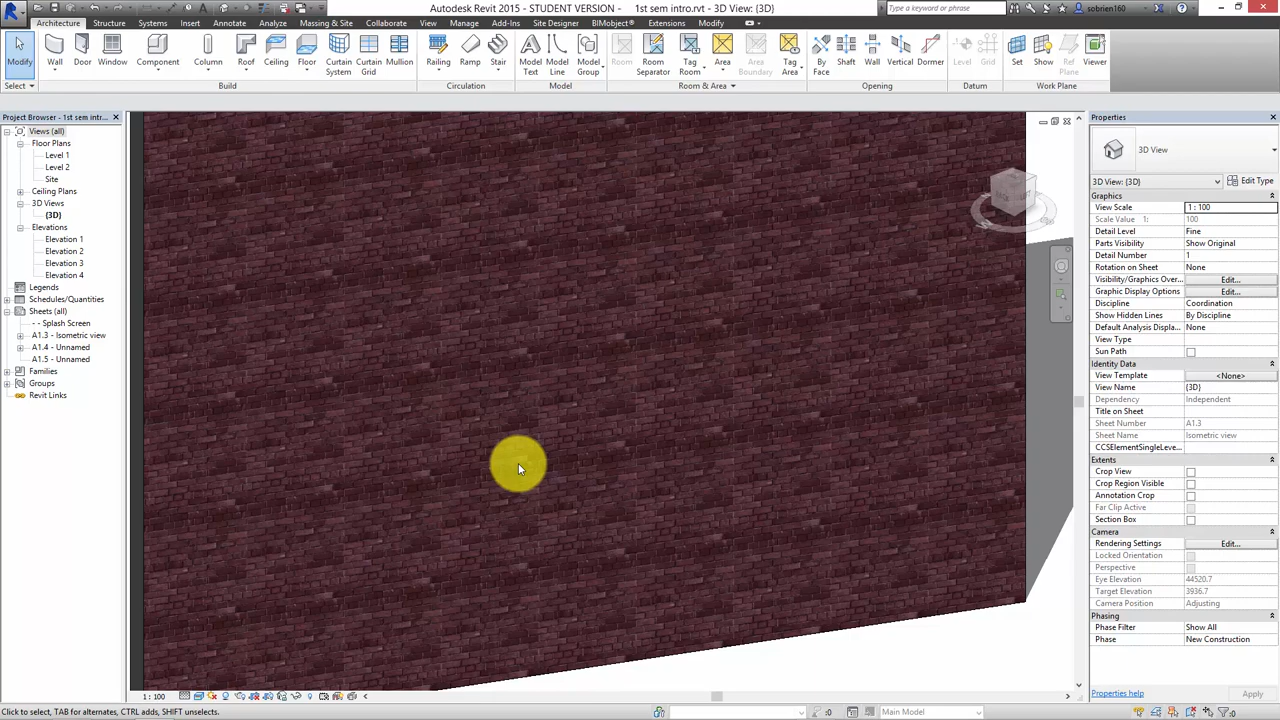 Autodesk Revit 2015 - STUDENT VERSION - 1st sem intro.rvt - 3D View: {3D}
Type a keyword or phrase
sobrien160
Architecture Structure Systems Insert Annotate Analyze Massing & Site Collaborate View Manage Add-Ins Site Designer BIMobject® Extensions Modify
Modify Wall Door Window Component Column Roof Ceiling Floor Curtain System Curtain Grid Mullion Railing Ramp Stair Model Text Model Line Model Group Room Room Separator Tag Room Area Area Boundary Tag Area By Face Shaft Wall Vertical Dormer Level Grid Set Show Ref Plane Viewer
Select Build Circulation Model Room & Area Opening Datum Work Plane
Project Browser - 1st sem intr...
Views (all)
Floor Plans
Level 1
Level 2
Site
Ceiling Plans
3D Views
{3D}
Elevations
Elevation 1
Elevation 2
Elevation 3
Elevation 4
Legends
Schedules/Quantities
Sheets (all)
- - Splash Screen
A1.3 - Isometric view
A1.4 - Unnamed
A1.5 - Unnamed
Families
Groups
Revit Links
Properties
3D View
3D View: {3D} Edit Type
Graphics
View Scale 1 : 100
Scale Value 1: 100
Detail Level Fine
Parts Visibility Show Original
Detail Number 1
Rotation on Sheet None
Visibility/Graphics Over... Edit...
Graphic Display Options Edit...
Discipline Coordination
Show Hidden Lines By Discipline
Default Analysis Displa... None
View Type
Sun Path
Identity Data
View Template <None>
View Name {3D}
Dependency Independent
Title on Sheet
Sheet Number A1.3
Sheet Name Isometric view
CCSElementSingleLeve...
Extents
Crop View
Crop Region Visible
Annotation Crop
Far Clip Active
Section Box
Camera
Rendering Settings Edit...
Locked Orientation
Perspective
Eye Elevation 44520.7
Target Elevation 3936.7
Camera Position Adjusting
Phasing
Phase Filter Show All
Phase New Construction
Properties help Apply
1 : 100
Click to select, TAB for alternates, CTRL adds, SHIFT unselects.
:0 Main Model :0